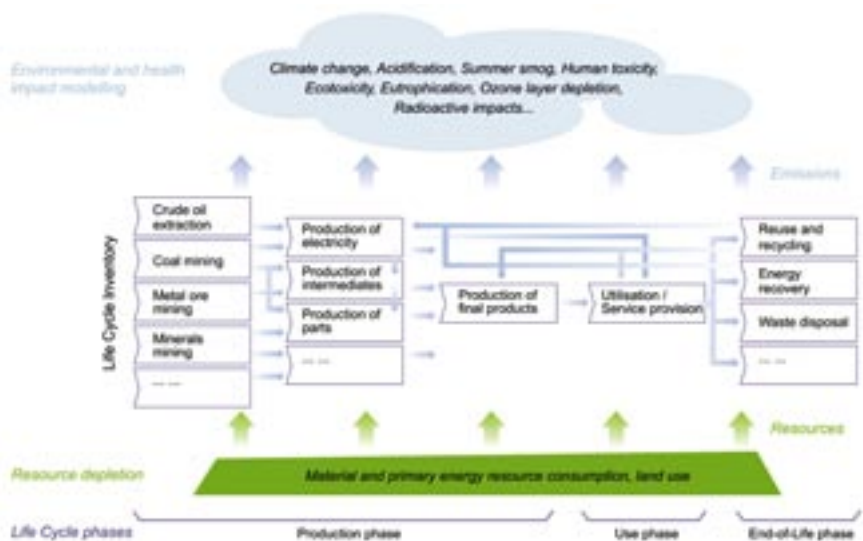 Environmental and health
impact modelling
Climate change, Acidification, Summer smog, Human toxicity,
Ecotoxicity, Eutrophication, Ozone layer depletion,
Radioactive impacts...
Emissions
Life Cycle Inventory
Crude oil
extraction
Coal mining
Metal ore
mining
Minerals
mining
... ...
Production of
electricity
Production of
intermediates
Production of
parts
... ...
Production of
final products
Utilisation /
Service provision
Reuse and
recycling
Energy
recovery
Waste disposal
... ...
Resources
Resource depletion
Material and primary energy resource consumption, land use
Life Cycle phases
Production phase
Use phase
End-of-Life phase